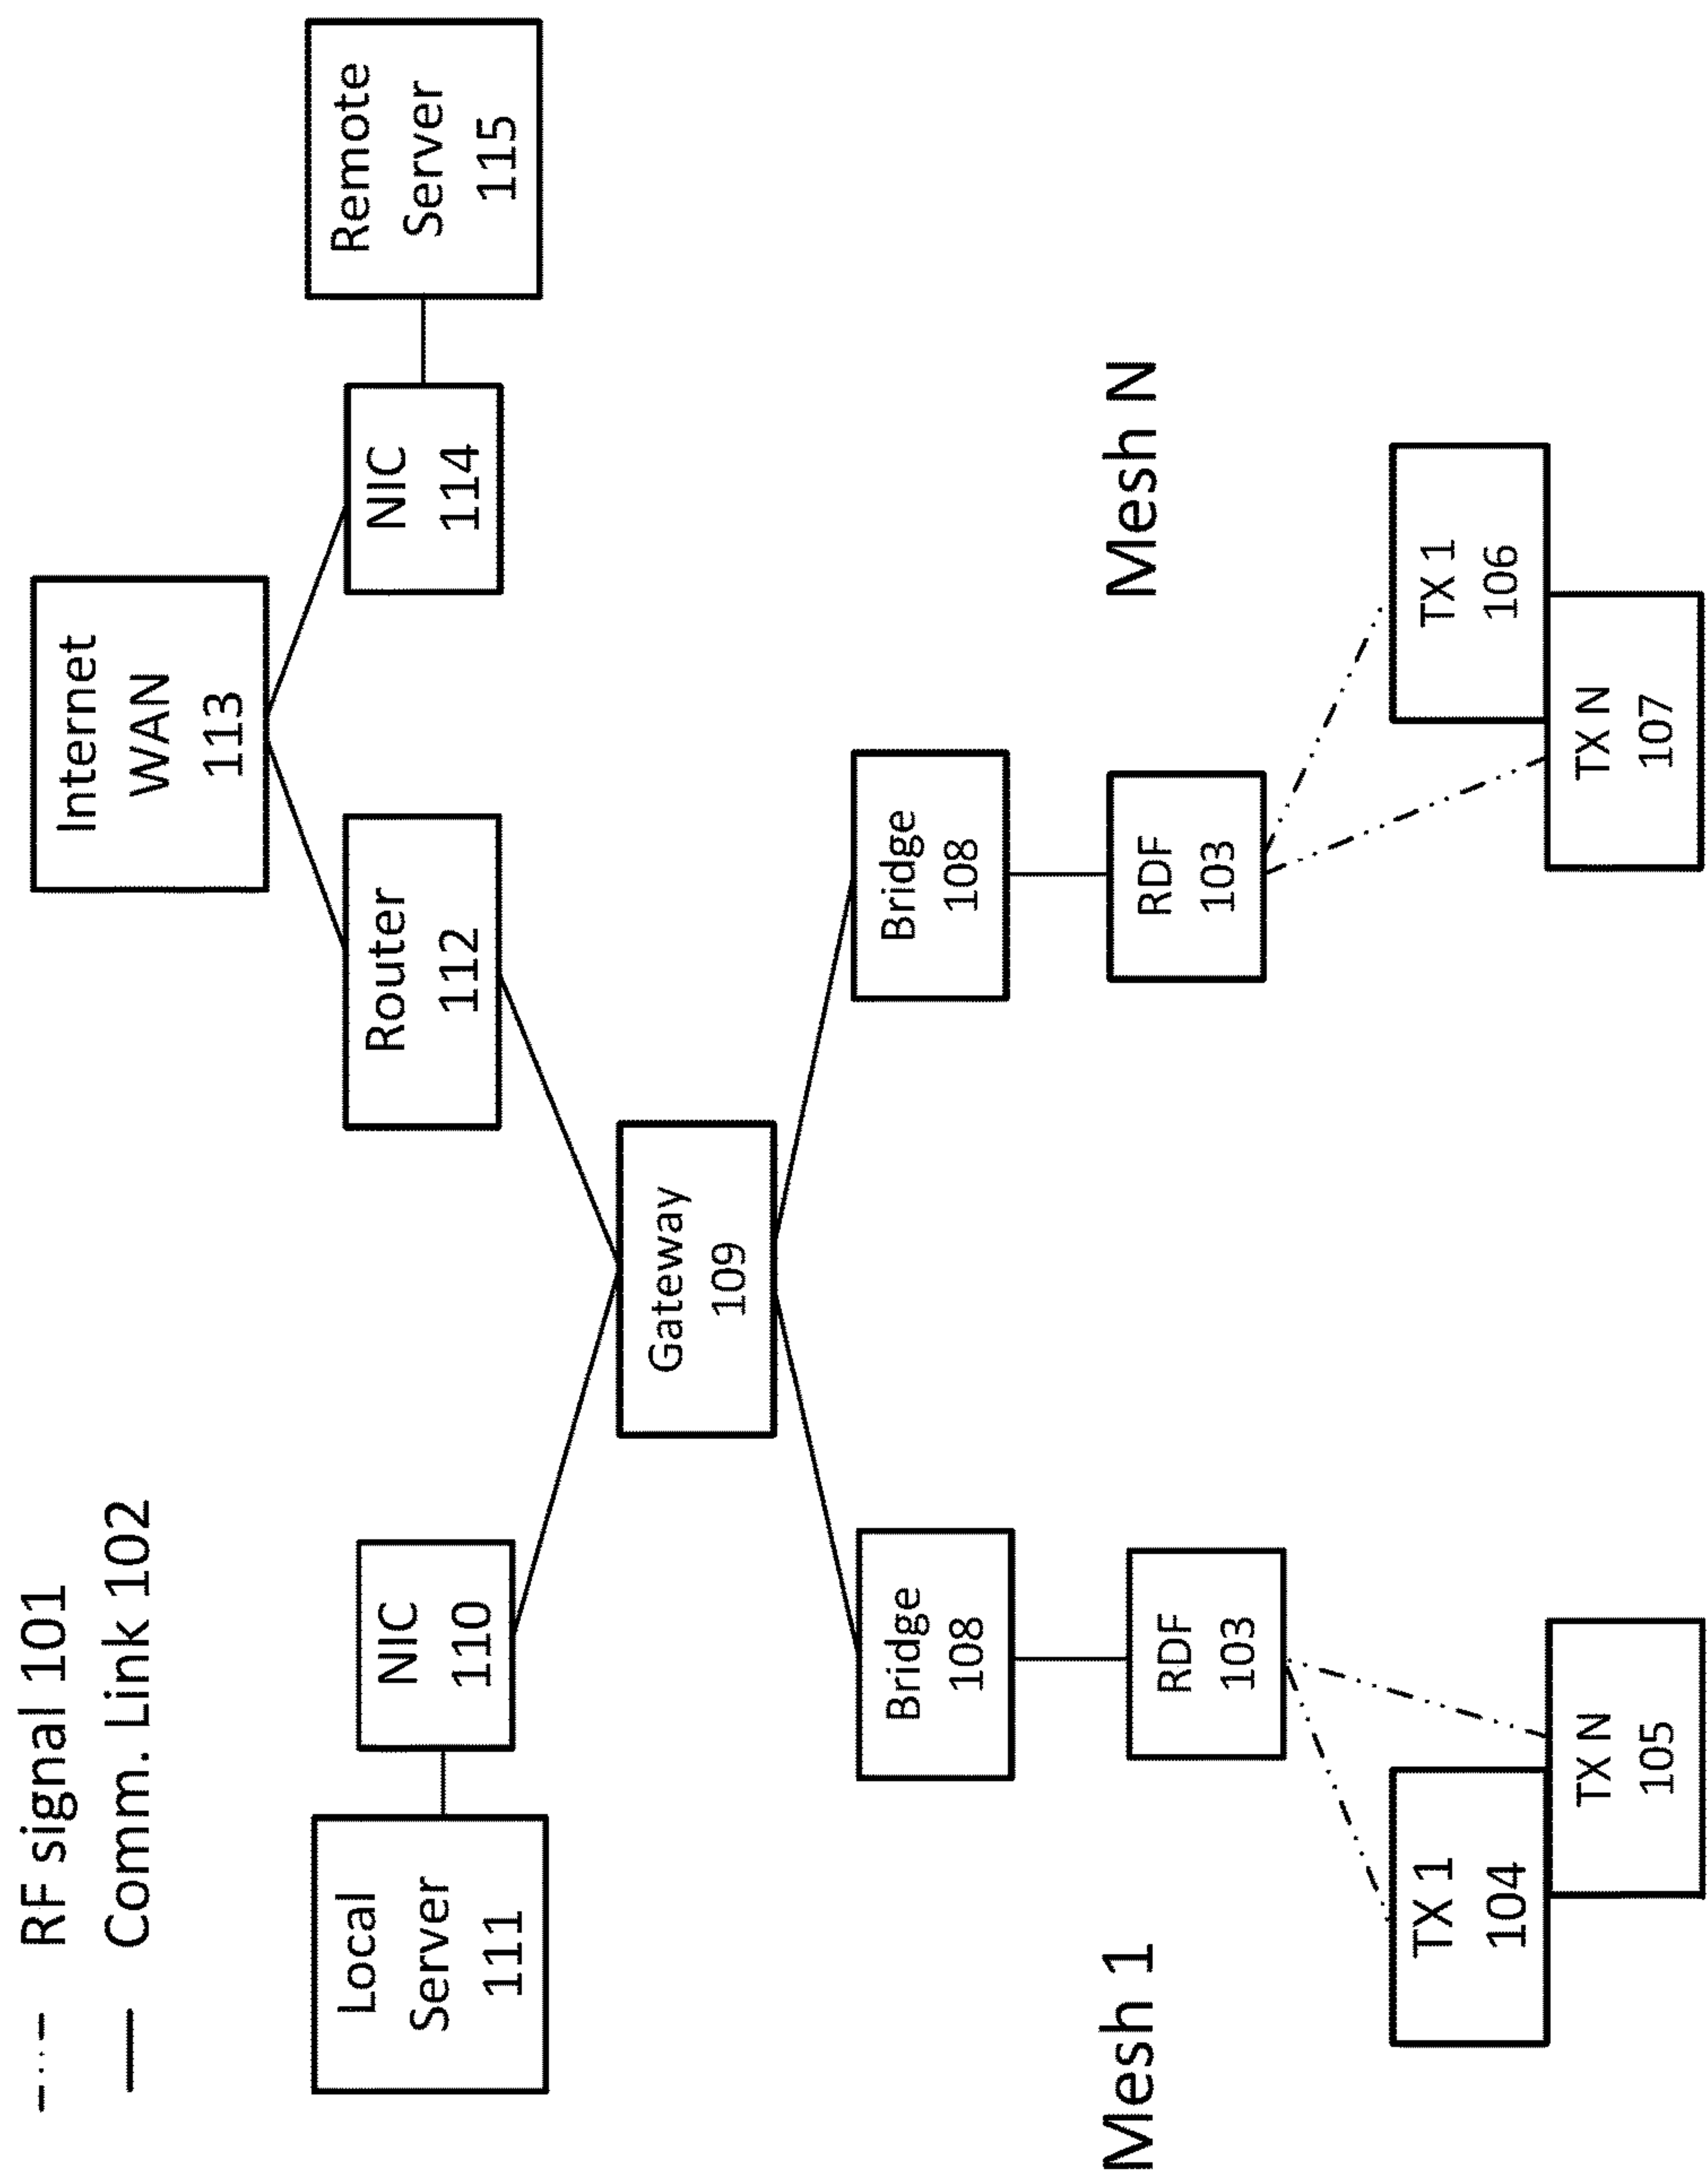 RF signal 101
Comm. Link 102
Internet
WAN
113
Local
Server
111
NIC
110
Router
112
NIC
114
Remote
Server
115
Gateway
109
Bridge
108
Bridge
108
Mesh 1
RDF
103
RDF
103
Mesh N
TX 1
104
TX N
105
TX 1
106
TX N
107